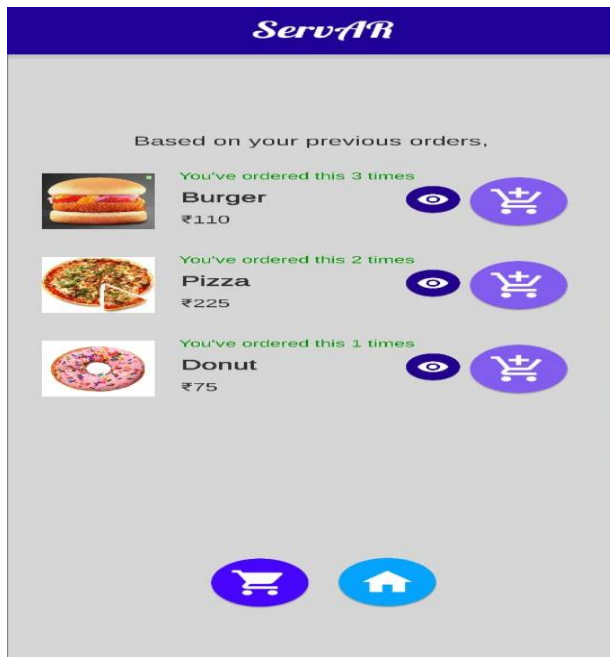 ServAR
Based on your previous orders,
You've ordered this 3 times
Burger
₹110
You've ordered this 2 times
Pizza
₹225
You've ordered this 1 times
Donut
₹75